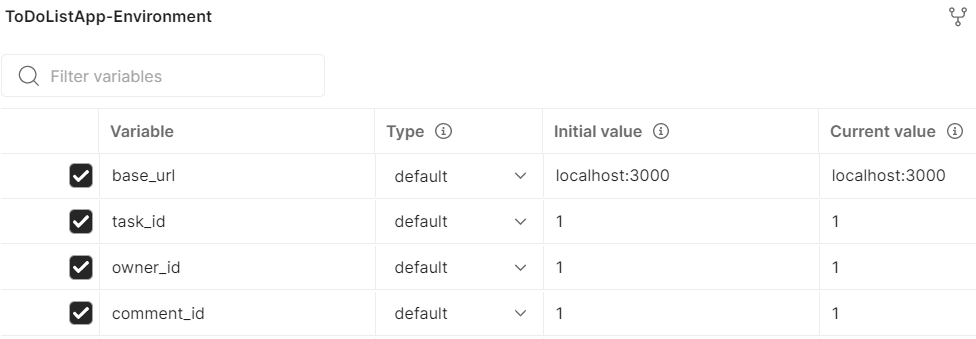 ToDoListApp-Environment
Filter variables
Variable Type Initial value Current value
base_url default localhost:3000 localhost:3000
task_id default 1 1
owner_id default 1 1
comment_id default 1 1